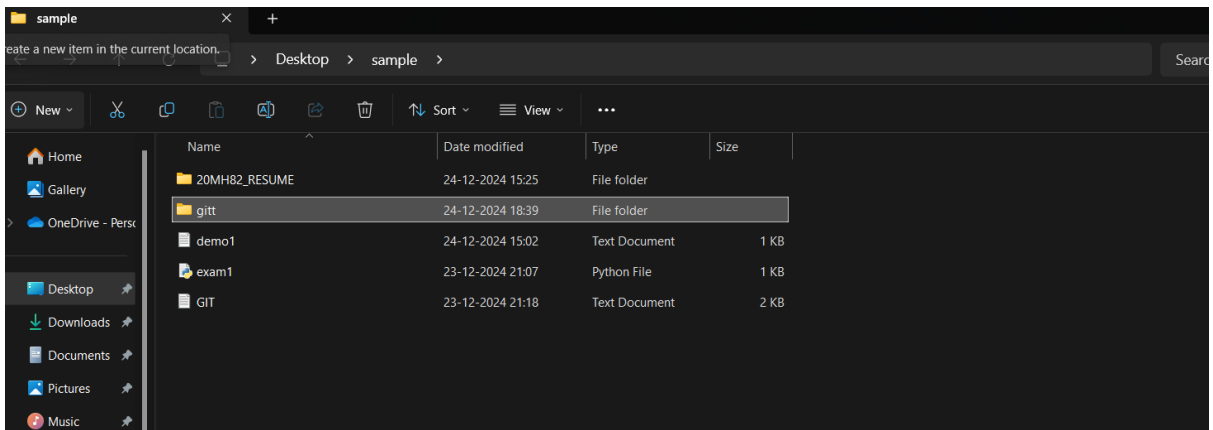 sample
reate a new item in the current location.
Desktop > sample >
Sear
New
Sort
View
Home
Gallery
OneDrive - Pers
Desktop
Downloads
Documents
Pictures
Music
Name Date modified Type Size
20MH82_RESUME 24-12-2024 15:25 File folder
gitt 24-12-2024 18:39 File folder
demo1 24-12-2024 15:02 Text Document 1 KB
exam1 23-12-2024 21:07 Python File 1 KB
GIT 23-12-2024 21:18 Text Document 2 KB